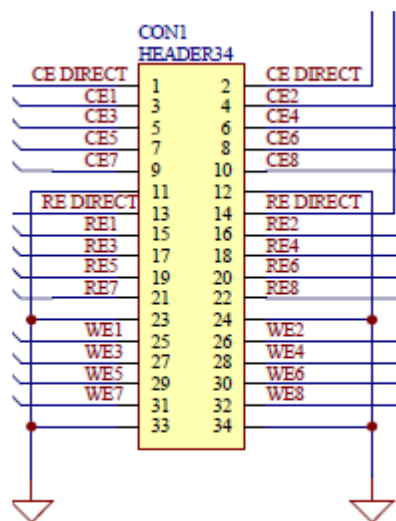 CON1
HEADER34
CE DIRECT 1 2 CE DIRECT
CE1 3 4 CE2
CE3 5 6 CE4
CE5 7 8 CE6
CE7 9 10 CE8
11 12
RE DIRECT 13 14 RE DIRECT
RE1 15 16 RE2
RE3 17 18 RE4
RE5 19 20 RE6
RE7 21 22 RE8
23 24
WE1 25 26 WE2
WE3 27 28 WE4
WE5 29 30 WE6
WE7 31 32 WE8
33 34